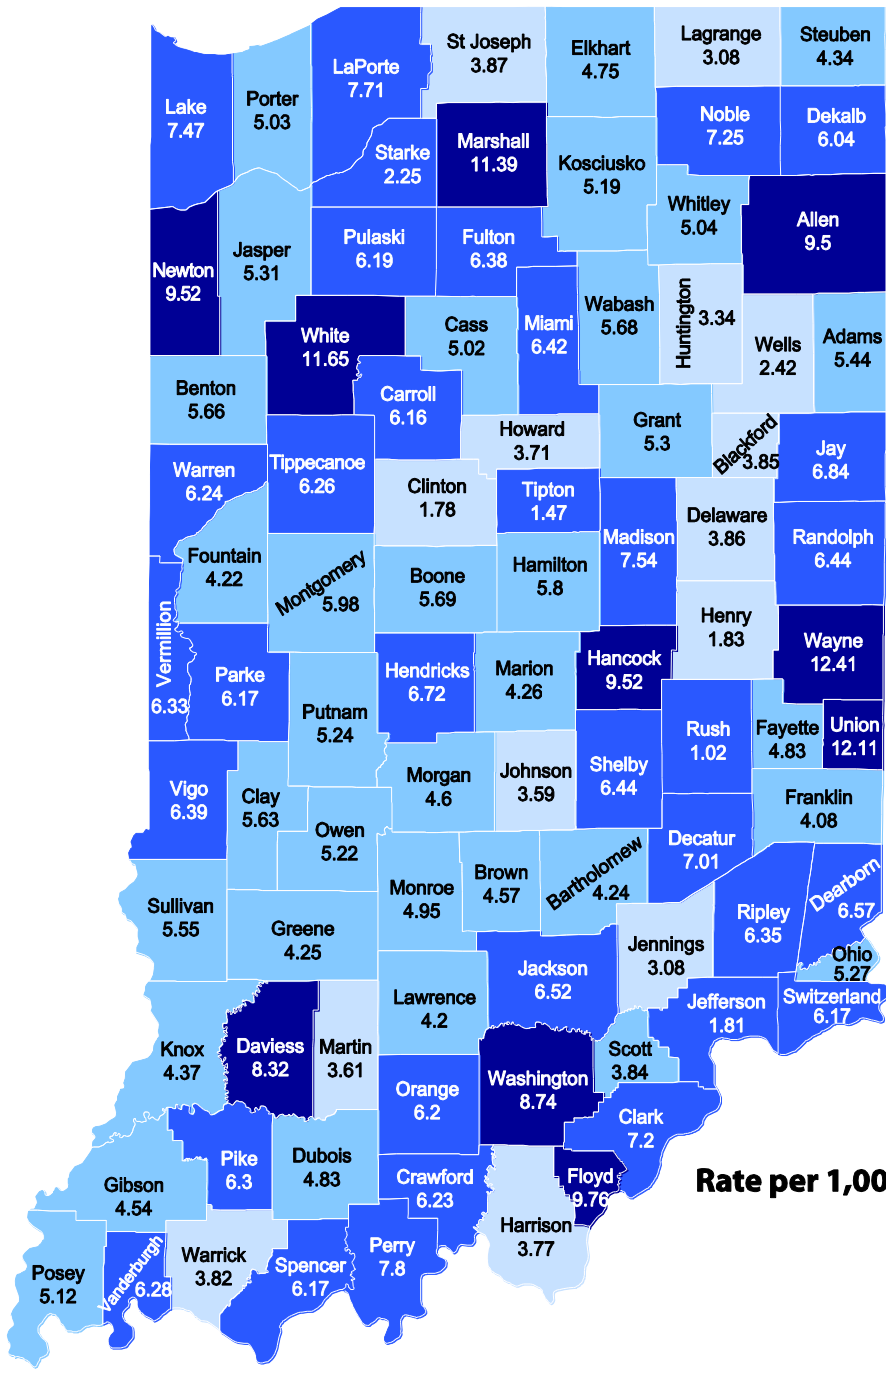 St Joseph
3.87
Elkhart
4.75
Lagrange
3.08
Steuben
4.34
LaPorte
7.71
Lake
7.47
Porter
5.03
Noble
7.25
Dekalb
6.04
Starke
2.25
Marshall
11.39
Kosciusko
5.19
Whitley
5.04
Allen
9.5
Newton
9.52
Jasper
5.31
Pulaski
6.19
Fulton
6.38
White
11.65
Cass
5.02
Miami
6.42
Wabash
5.68
Huntington
3.34
Wells
2.42
Adams
5.44
Benton
5.66
Carroll
6.16
Howard
3.71
Grant
5.3
Blackford
3.85
Jay
6.84
Warren
6.24
Tippecanoe
6.26
Clinton
1.78
Tipton
1.47
Madison
7.54
Delaware
3.86
Randolph
6.44
Fountain
4.22
Montgomery
5.98
Boone
5.69
Hamilton
5.8
Henry
1.83
Wayne
12.41
Vermillion
6.33
Parke
6.17
Putnam
5.24
Hendricks
6.72
Marion
4.26
Hancock
9.52
Rush
1.02
Fayette
4.83
Union
12.11
Vigo
6.39
Clay
5.63
Owen
5.22
Morgan
4.6
Johnson
3.59
Shelby
6.44
Decatur
7.01
Franklin
4.08
Sullivan
5.55
Greene
4.25
Monroe
4.95
Brown
4.57
Bartholomew
4.24
Jennings
3.08
Ripley
6.35
Dearborn
6.57
Ohio
5.27
Knox
4.37
Daviess
8.32
Martin
3.61
Lawrence
4.2
Jackson
6.52
Jefferson
1.81
Switzerland
6.17
Orange
6.2
Washington
8.74
Scott
3.84
Clark
7.2
Gibson
4.54
Pike
6.3
Dubois
4.83
Crawford
6.23
Harrison
3.77
Floyd
9.76
Rate per 1,00
Posey
5.12
Vanderburgh
6.28
Warrick
3.82
Spencer
6.17
Perry
7.8